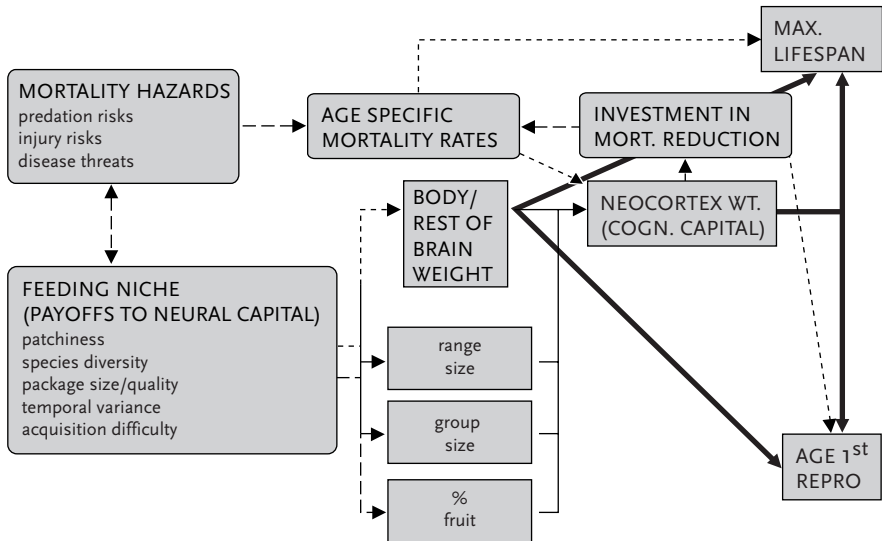 MAX.
LIFESPAN
MORTALITY HAZARDS
predation risks
injury risks
disease threats
AGE SPECIFIC
MORTALITY RATES
INVESTMENT IN
MORT. REDUCTION
BODY/
REST OF
BRAIN
WEIGHT
NEOCORTEX WT.
(COGN. CAPITAL)
FEEDING NICHE
(PAYOFFS TO NEURAL CAPITAL)
patchiness
species diversity
package size/quality
temporal variance
acquisition difficulty
range
size
group
size
%
fruit
AGE 1st
REPRO